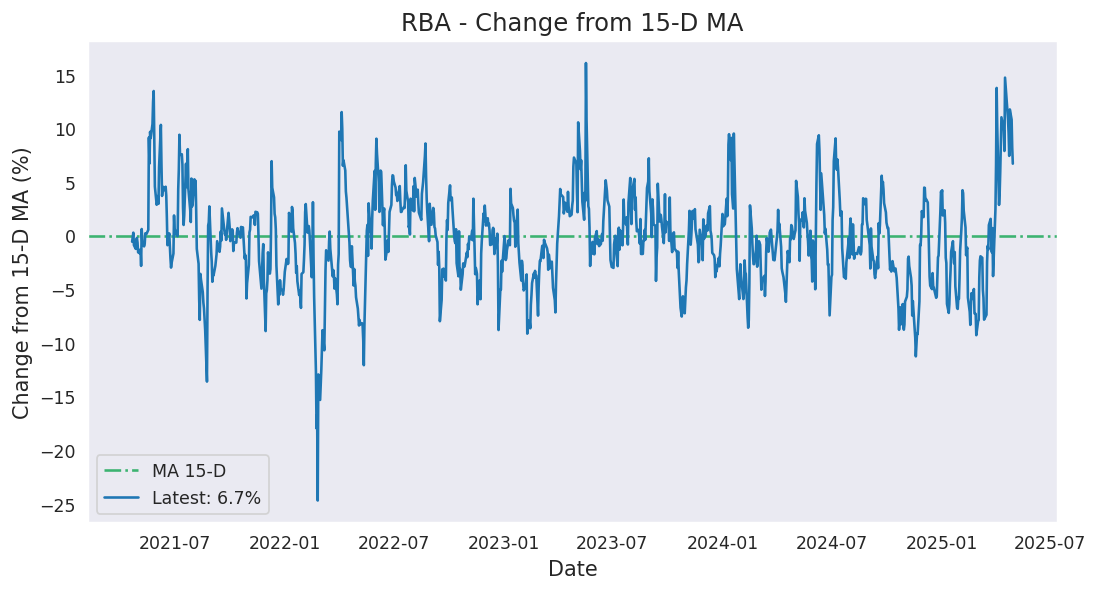 RBA - Change from 15-D MA
Change from 15-D MA (%)
15
10
5
0
−5
−10
−15
−20
−25
MA 15-D
Latest: 6.7%
2021-07 2022-01 2022-07 2023-01 2023-07 2024-01 2024-07 2025-01 2025-07
Date